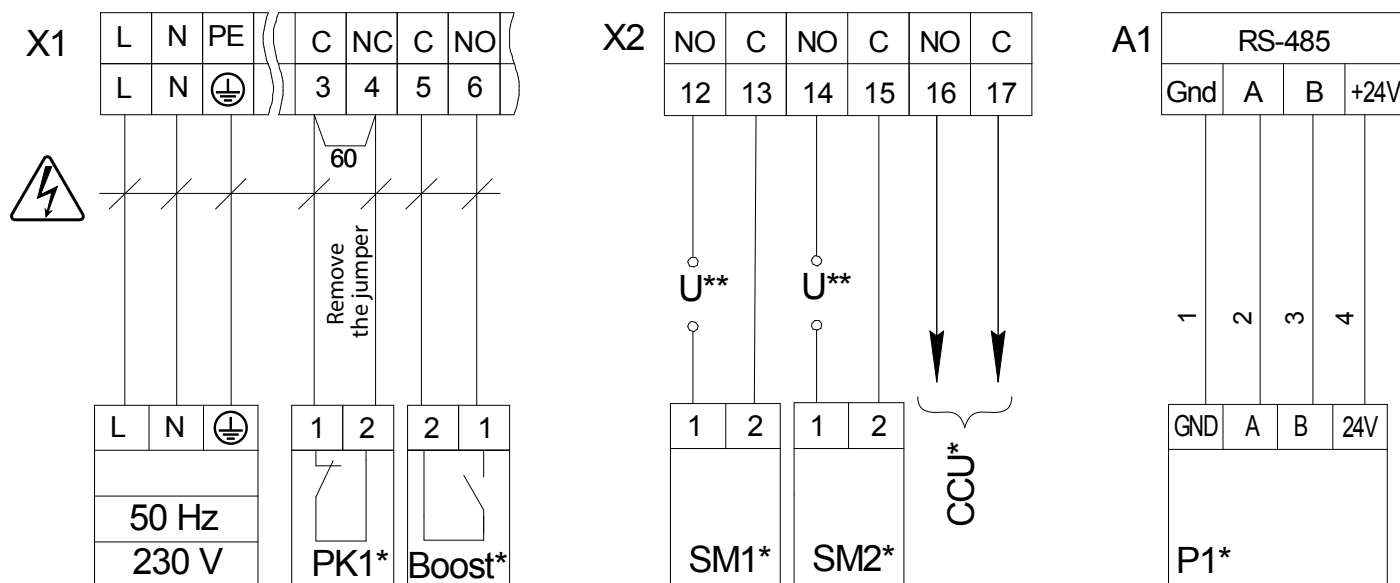 X1
L N PE C NC C NO
L N 3 4 5 6
60
Remove
the jumper
L N 1 2 2 1
50 Hz
230 V
PK1* Boost*
X2
NO C NO C NO C
12 13 14 15 16 17
U** U**
1 2 1 2
CCU*
SM1* SM2*
A1
RS-485
Gnd A B +24V
1 2 3 4
GND A B 24V
P1*